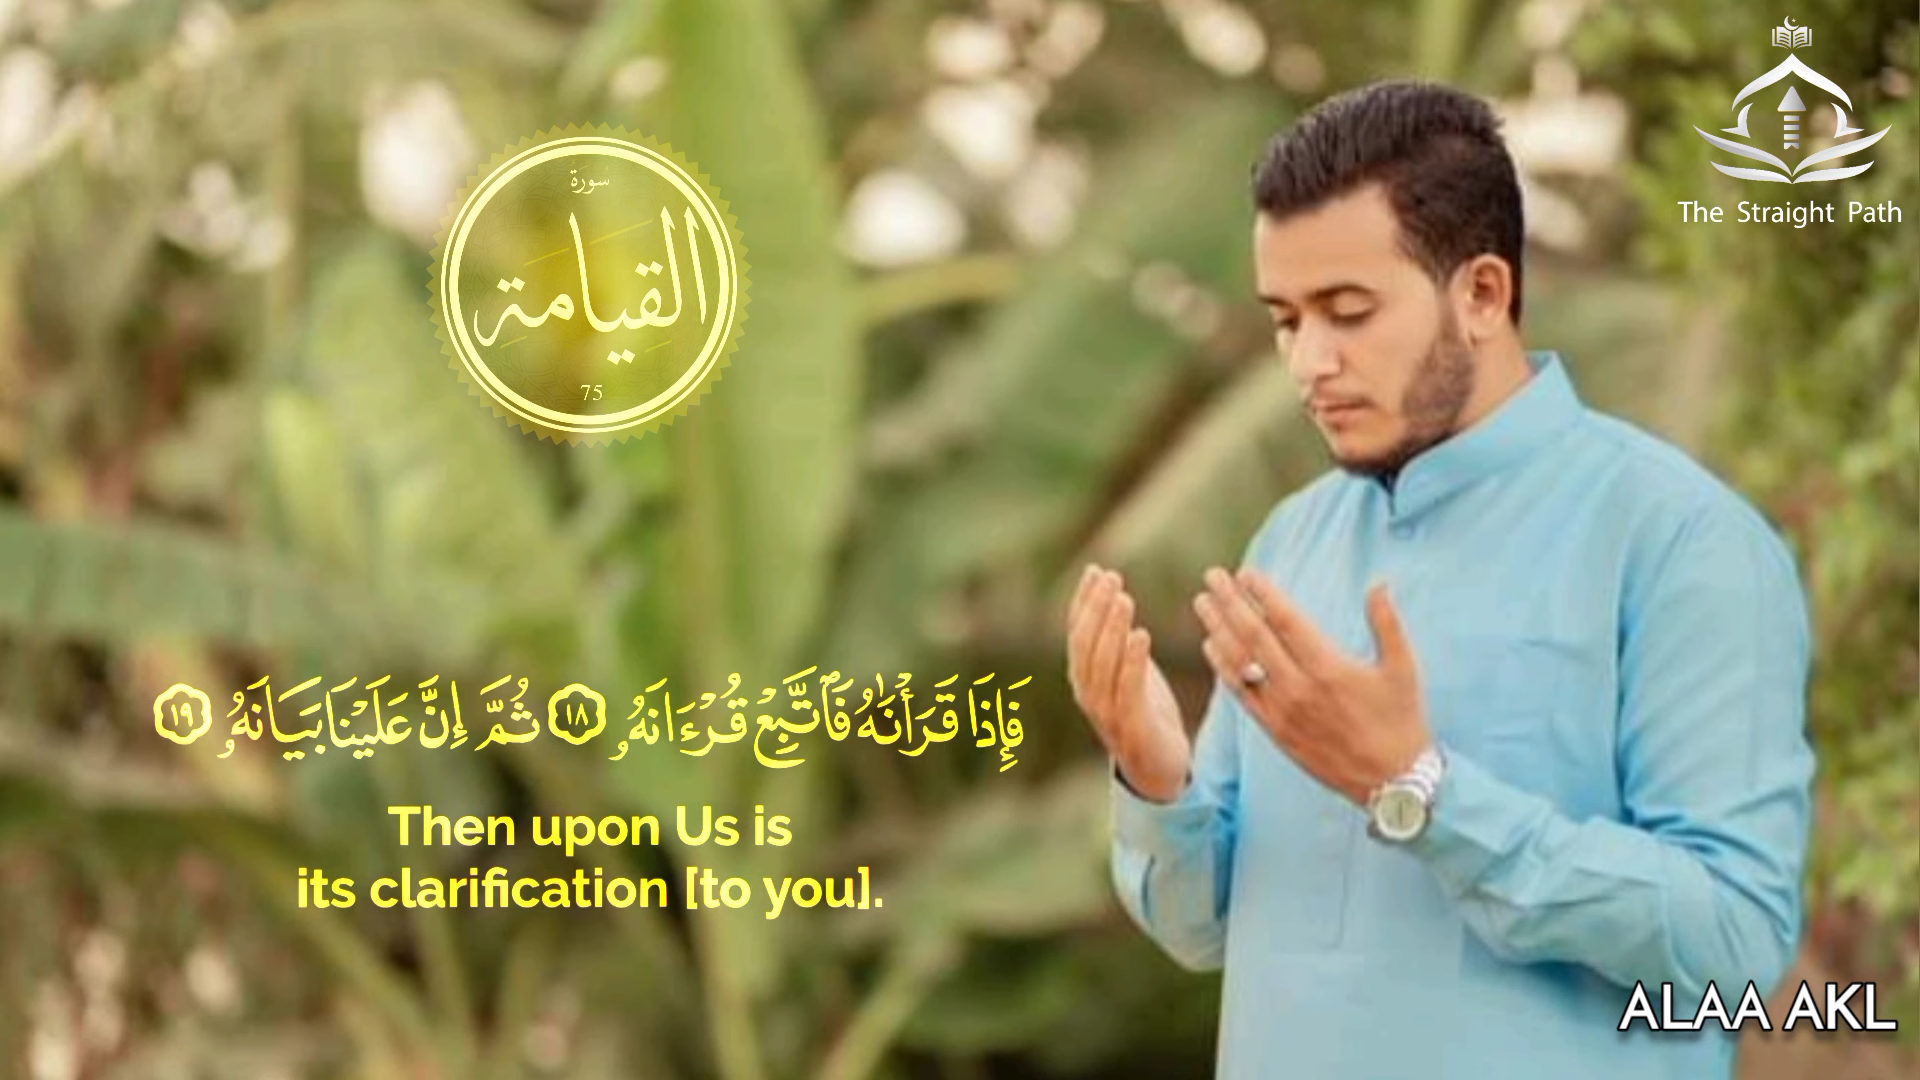 سورة
القيامة
75
The Straight Path
فَإِذَا قَرَأْنَٰهُ فَٱتَّبِعْ قُرْءَانَهُۥ ١٨ ثُمَّ إِنَّ عَلَيْنَا بَيَانَهُۥ ١٩
Then upon Us is
its clarification [to you].
ALAA AKL